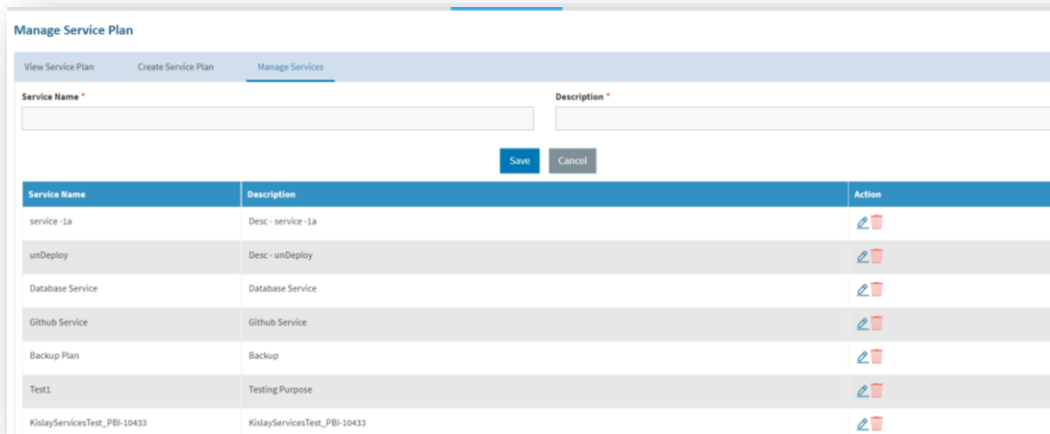 Manage Service Plan
View Service Plan Create Service Plan Manage Services
Service Name * Description *
Save Cancel
Service Name Description Action
service -1a Desc - service -1a
unDeploy Desc - unDeploy
Database Service Database Service
Github Service Github Service
Backup Plan Backup
Test1 Testing Purpose
KislayServicesTest_PBI-10433 KislayServicesTest_PBI-10433